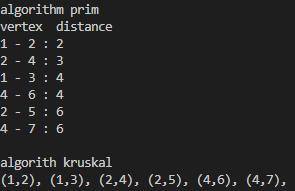 algorithm prim
vertex  distance
1 - 2 : 2
2 - 4 : 3
1 - 3 : 4
4 - 6 : 4
2 - 5 : 6
4 - 7 : 6
algorith kruskal
(1,2), (1,3), (2,4), (2,5), (4,6), (4,7),